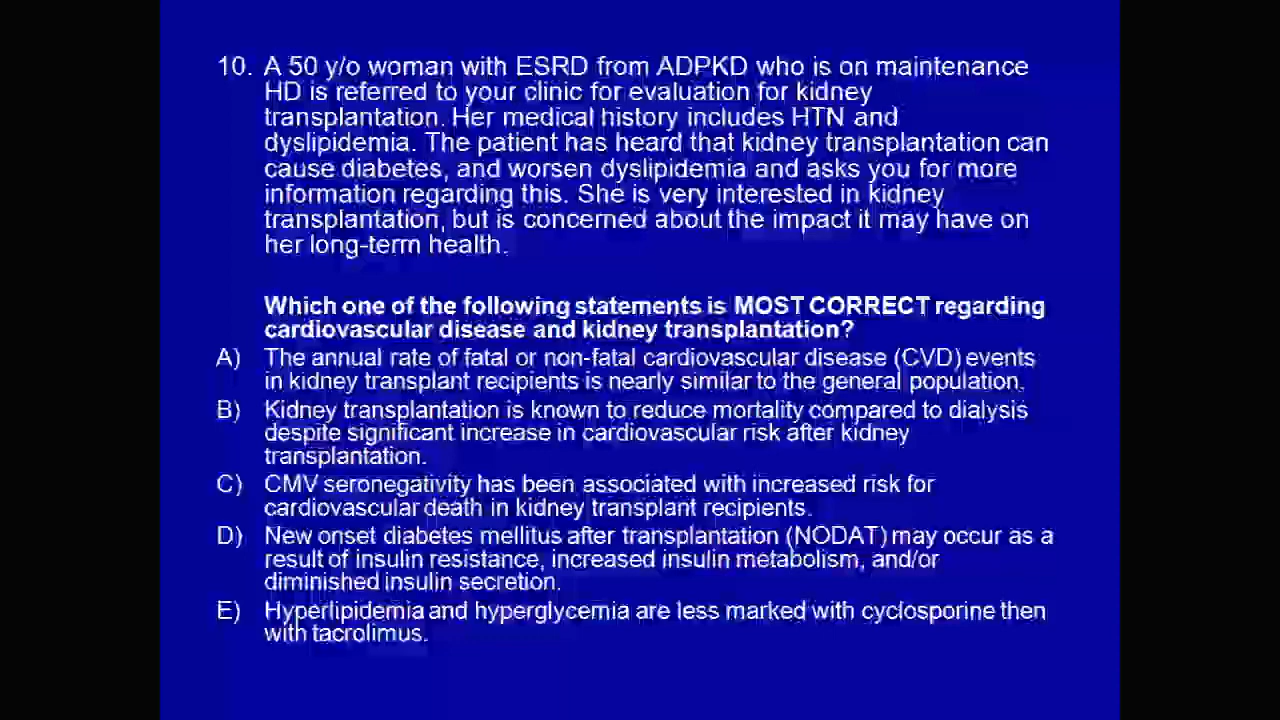 10. A 50 y/o woman with ESRD from ADPKD who is on maintenance
HD is referred to your clinic for evaluation for kidney
transplantation. Her medical history includes HTN and
dyslipidemia. The patient has heard that kidney transplantation can
cause diabetes, and worsen dyslipidemia and asks you for more
information regarding this. She is very interested in kidney
transplantation, but is concerned about the impact it may have on
her long-term health.
Which one of the following statements is MOST CORRECT regarding
cardiovascular disease and kidney transplantation?
A) The annual rate of fatal or non-fatal cardiovascular disease (CVD) events
in kidney transplant recipients is nearly similar to the general population.
B) Kidney transplantation is known to reduce mortality compared to dialysis
despite significant increase in cardiovascular risk after kidney
transplantation.
C) CMV seronegativity has been associated with increased risk for
cardiovascular death in kidney transplant recipients.
D) New onset diabetes mellitus after transplantation (NODAT) may occur as a
result of insulin resistance, increased insulin metabolism, and/or
diminished insulin secretion.
E) Hyperlipidemia and hyperglycemia are less marked with cyclosporine then
with tacrolimus.